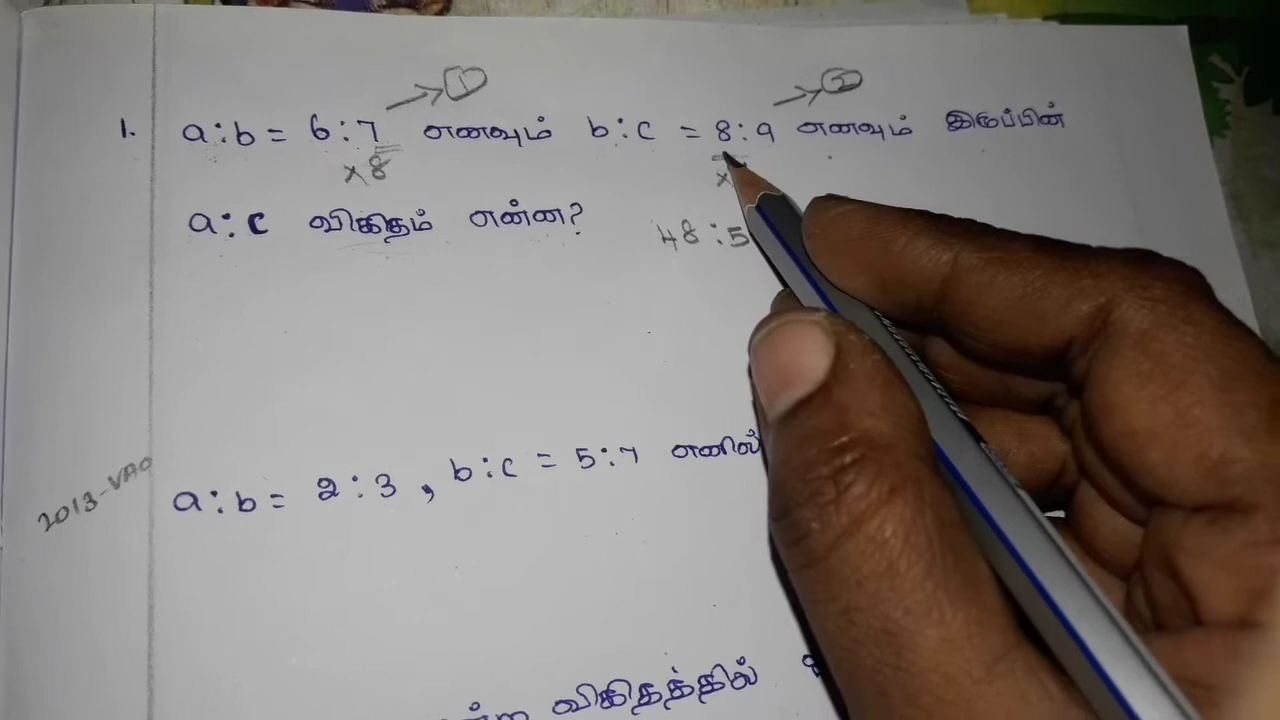 1. a:b = 6:7 எனவும் b:c = 8:9 எனவும் இருப்பின்
×8 ×
a:c விகிதம் என்ன? 48:5
2013-VAO
a:b = 2:3, b:c = 5:7 எனில்
விகிதத்தில்